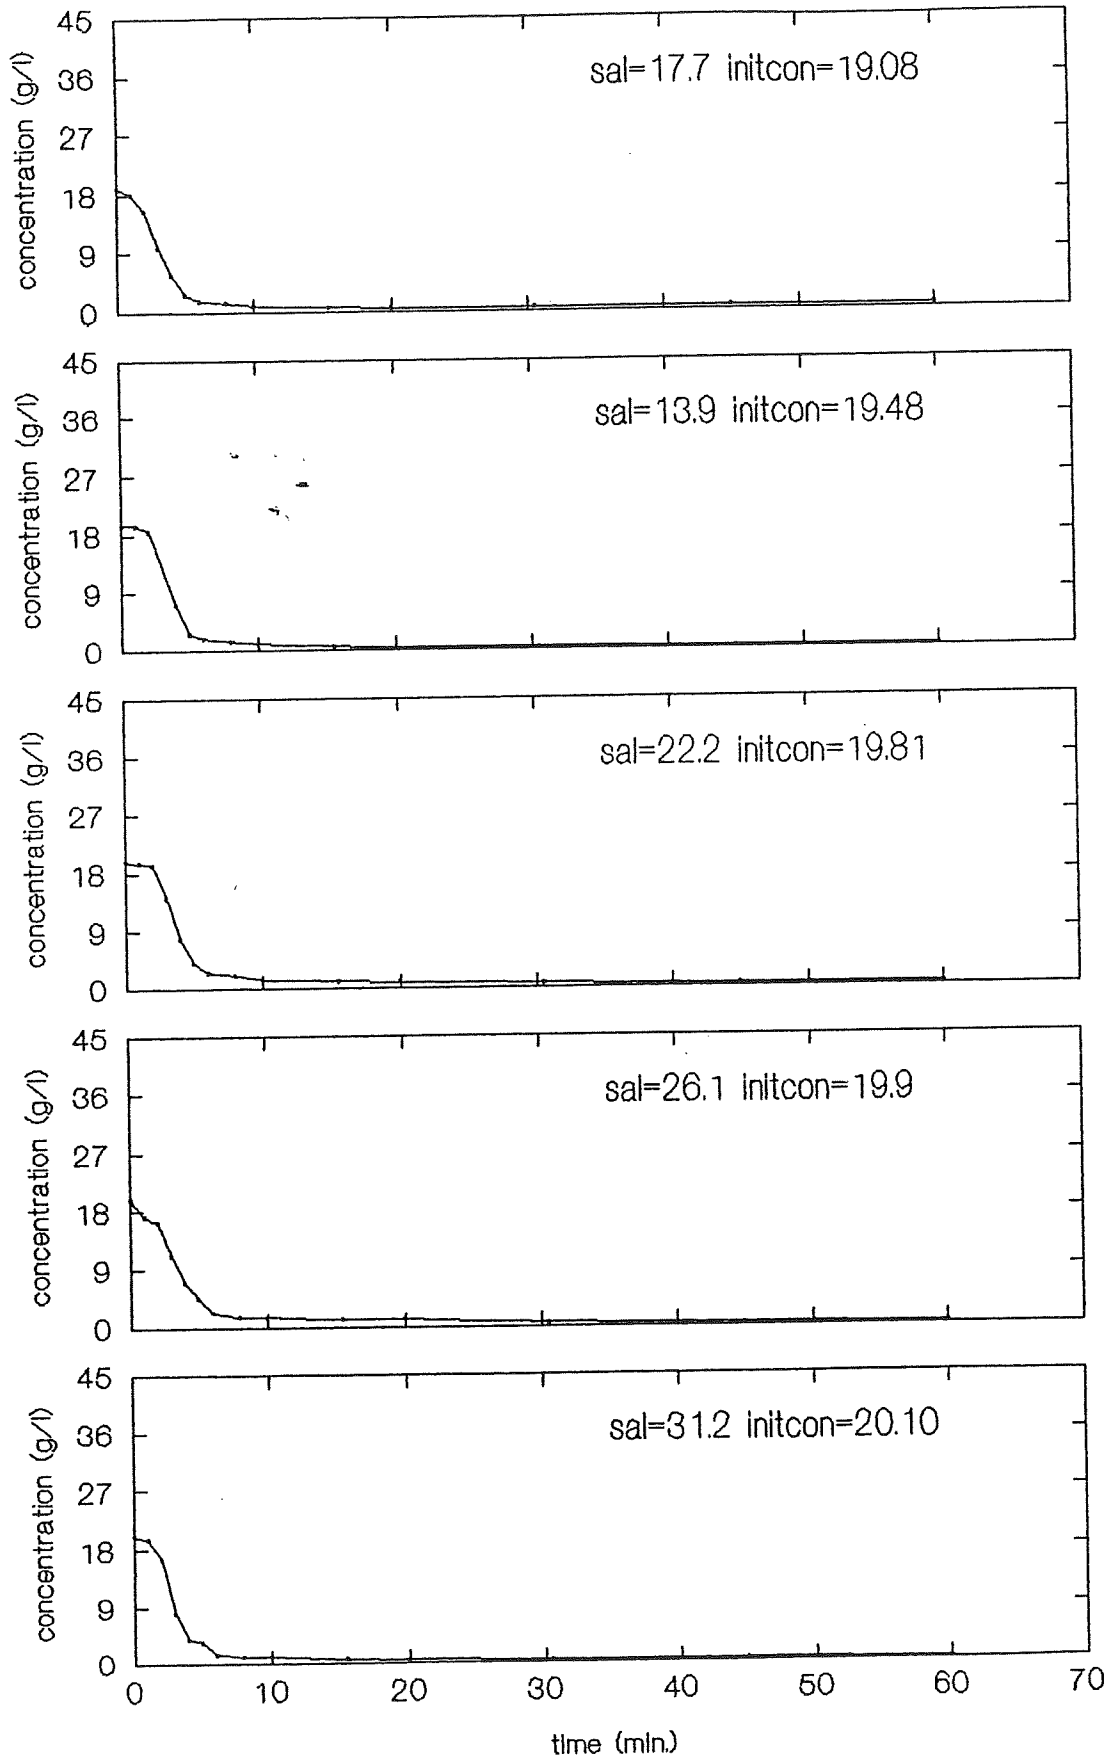 45
36
27
18
9
0
concentration (g/l)
sal=17.7 initcon=19.08
45
36
27
18
9
0
concentration (g/l)
sal=13.9 initcon=19.48
45
36
27
18
9
0
concentration (g/l)
sal=22.2 initcon=19.81
45
36
27
18
9
0
concentration (g/l)
sal=26.1 initcon=19.9
45
36
27
18
9
0
concentration (g/l)
sal=31.2 initcon=20.10
0 10 20 30 40 50 60 70
time (min.)